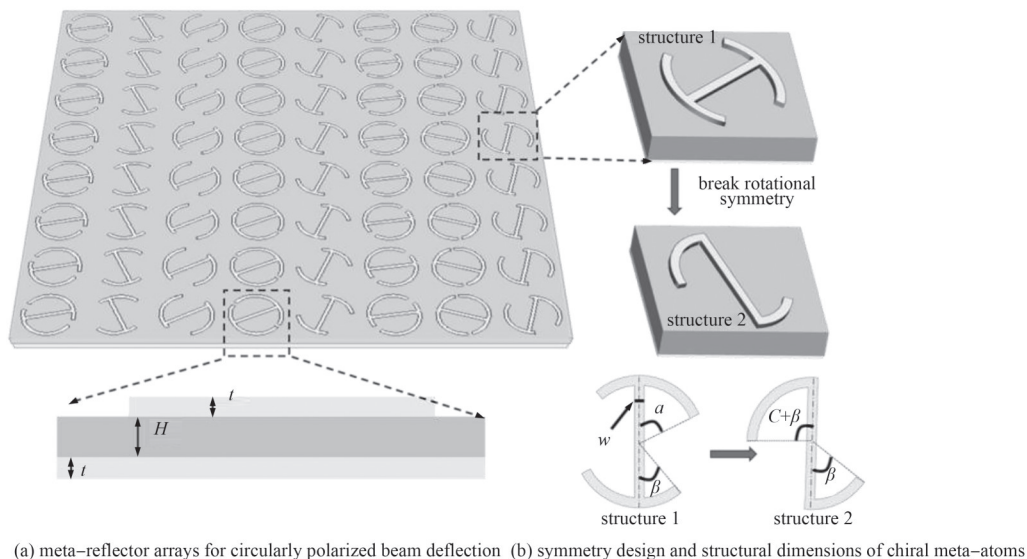 structure 1
break rotational
symmetry
structure 2
t
H
t
a
w
β
structure 1
C+β
β
structure 2
(a) meta−reflector arrays for circularly polarized beam deflection
(b) symmetry design and structural dimensions of chiral meta−atoms